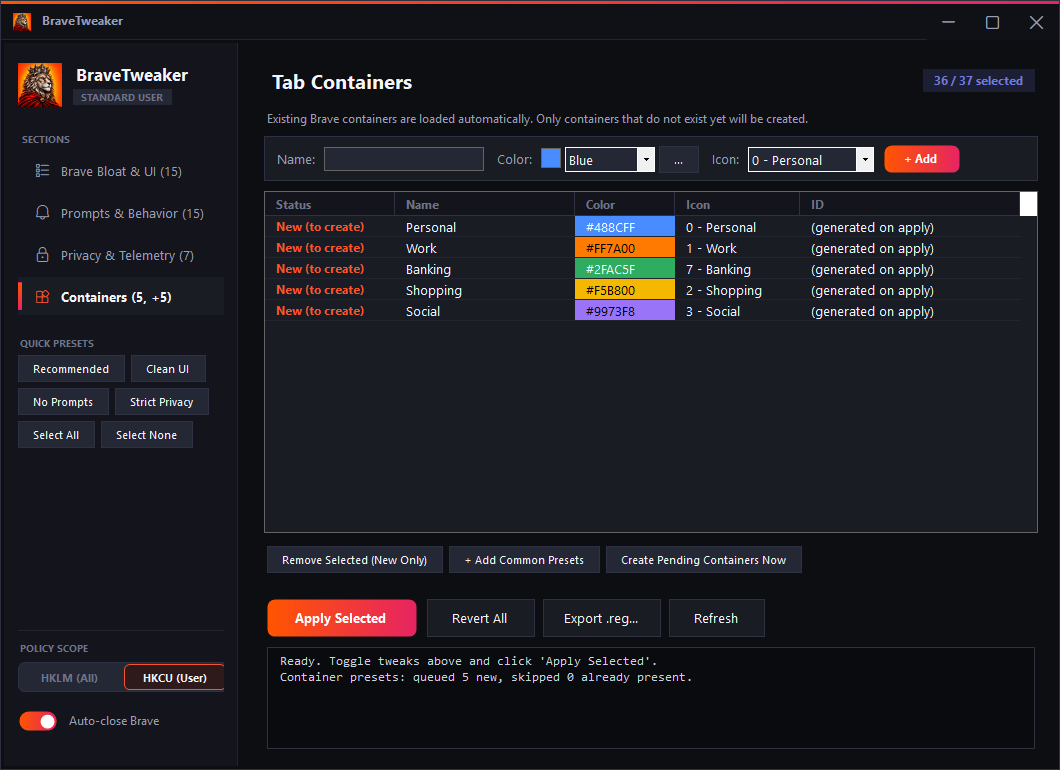 BraveTweaker
BraveTweaker
STANDARD USER
SECTIONS
Brave Bloat & UI (15)
Prompts & Behavior (15)
Privacy & Telemetry (7)
Containers (5, +5)
QUICK PRESETS
Recommended
Clean UI
No Prompts
Strict Privacy
Select All
Select None
POLICY SCOPE
HKLM (All)
HKCU (User)
Auto-close Brave
Tab Containers
36 / 37 selected
Existing Brave containers are loaded automatically. Only containers that do not exist yet will be created.
Name: Color: Blue ... Icon: 0 - Personal + Add
Status Name Color Icon ID
New (to create) Personal #488CFF 0 - Personal (generated on apply)
New (to create) Work #FF7A00 1 - Work (generated on apply)
New (to create) Banking #2FAC5F 7 - Banking (generated on apply)
New (to create) Shopping #F5B800 2 - Shopping (generated on apply)
New (to create) Social #9973F8 3 - Social (generated on apply)
Remove Selected (New Only) + Add Common Presets Create Pending Containers Now
Apply Selected Revert All Export .reg... Refresh
Ready. Toggle tweaks above and click 'Apply Selected'.
Container presets: queued 5 new, skipped 0 already present.